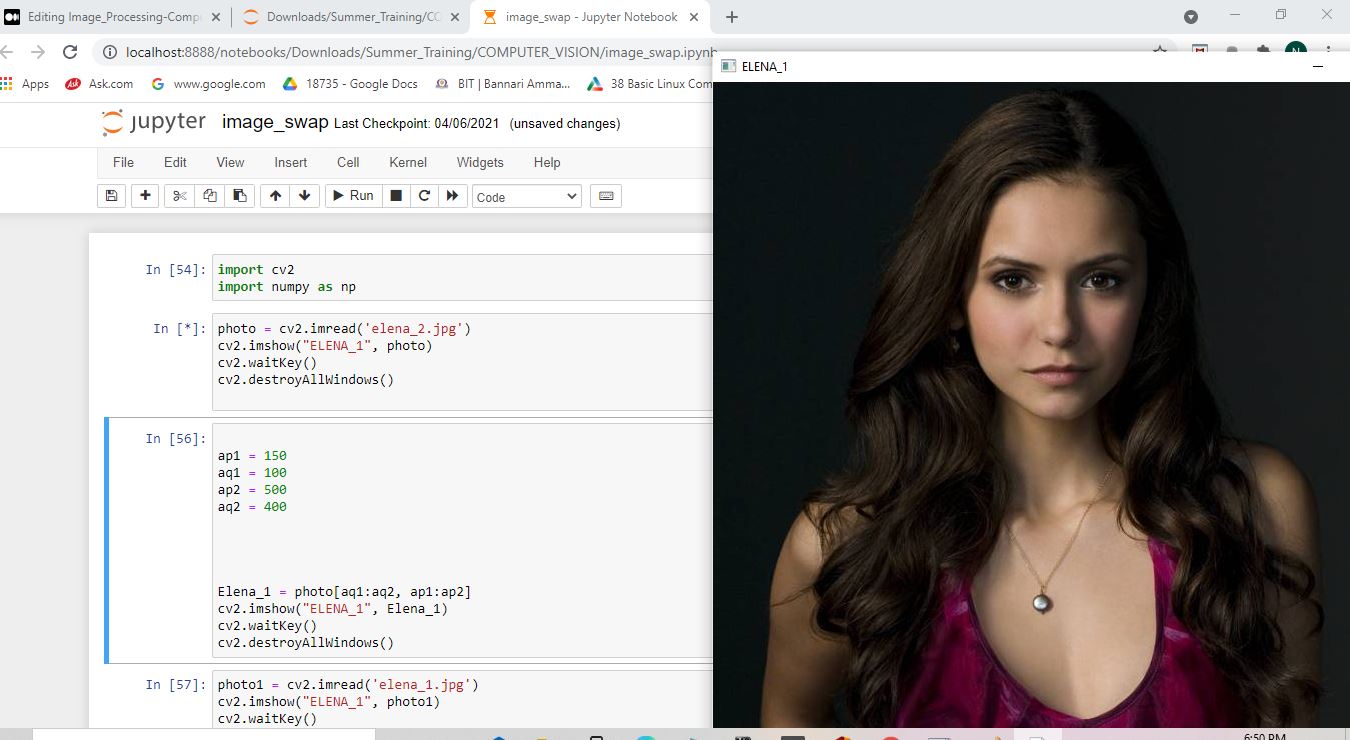 Editing Image_Processing-Compu
Downloads/Summer_Training/CO
image_swap - Jupyter Notebook
localhost:8888/notebooks/Downloads/Summer_Training/COMPUTER_VISION/image_swap.ipynb
Apps
Ask
Ask.com
www.google.com
18735 - Google Docs
BIT | Bannari Amma...
38 Basic Linux Com
N
ELENA_1
jupyter image_swap Last Checkpoint: 04/06/2021 (unsaved changes)
File Edit View Insert Cell Kernel Widgets Help
Run Code
In [54]: import cv2
import numpy as np
In [*]: photo = cv2.imread('elena_2.jpg')
cv2.imshow("ELENA_1", photo)
cv2.waitKey()
cv2.destroyAllWindows()
In [56]:
ap1 = 150
aq1 = 100
ap2 = 500
aq2 = 400
Elena_1 = photo[aq1:aq2, ap1:ap2]
cv2.imshow("ELENA_1", Elena_1)
cv2.waitKey()
cv2.destroyAllWindows()
In [57]: photo1 = cv2.imread('elena_1.jpg')
cv2.imshow("ELENA_1", photo1)
cv2.waitKey()
6:50 PM